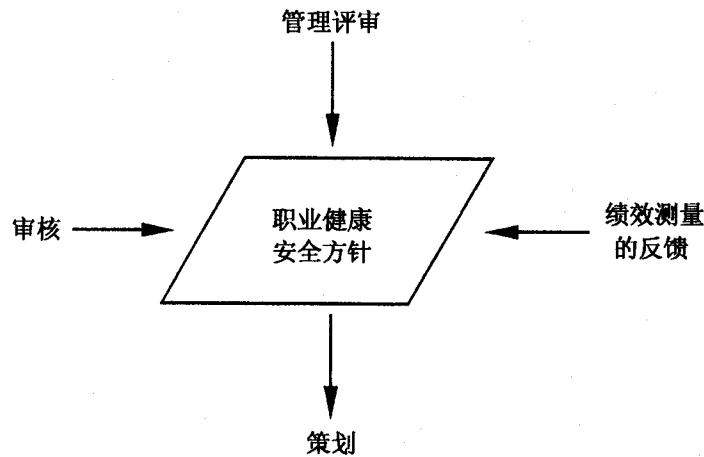 管理评审
审核
职业健康
安全方针
绩效测量
的反馈
策划